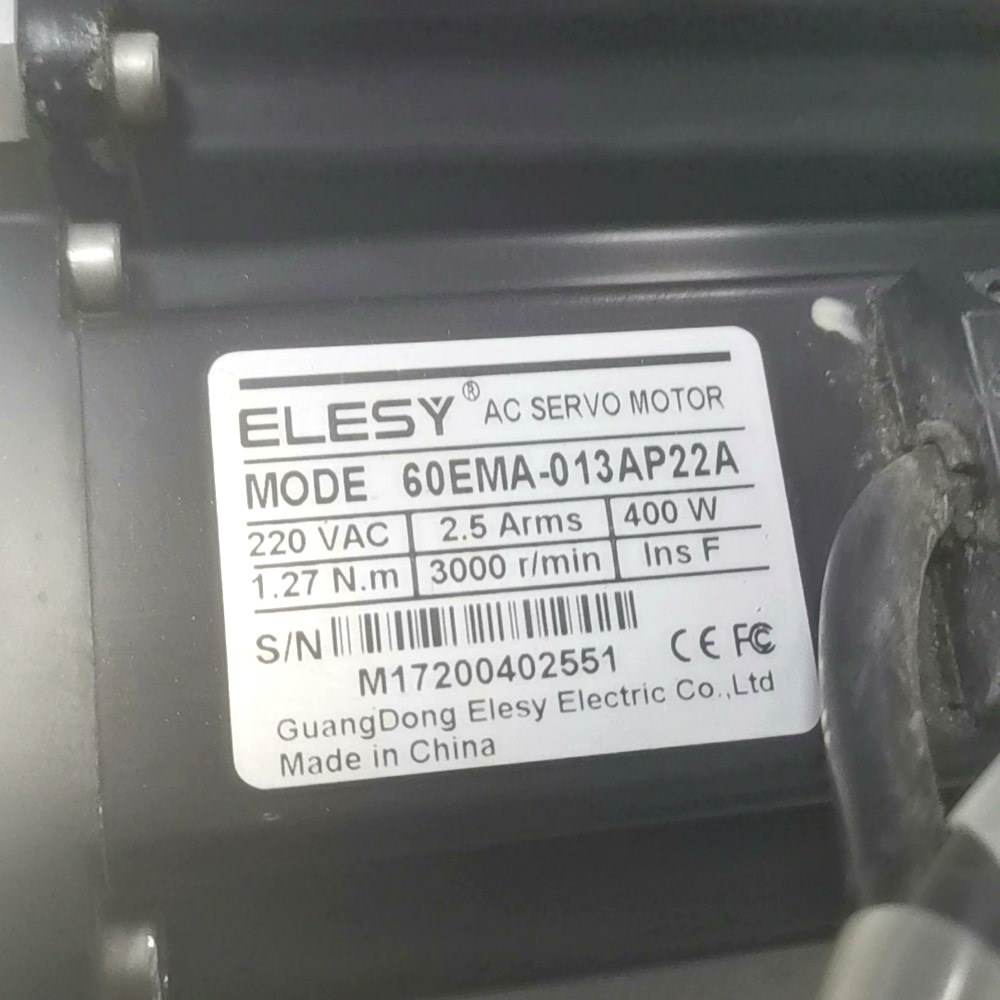 ELESY® AC SERVO MOTOR
MODE 60EMA-013AP22A
220 VAC 2.5 Arms 400 W
1.27 N.m 3000 r/min Ins F
S/N
M17200402551
CE FC
GuangDong Elesy Electric Co.,Ltd
Made in China